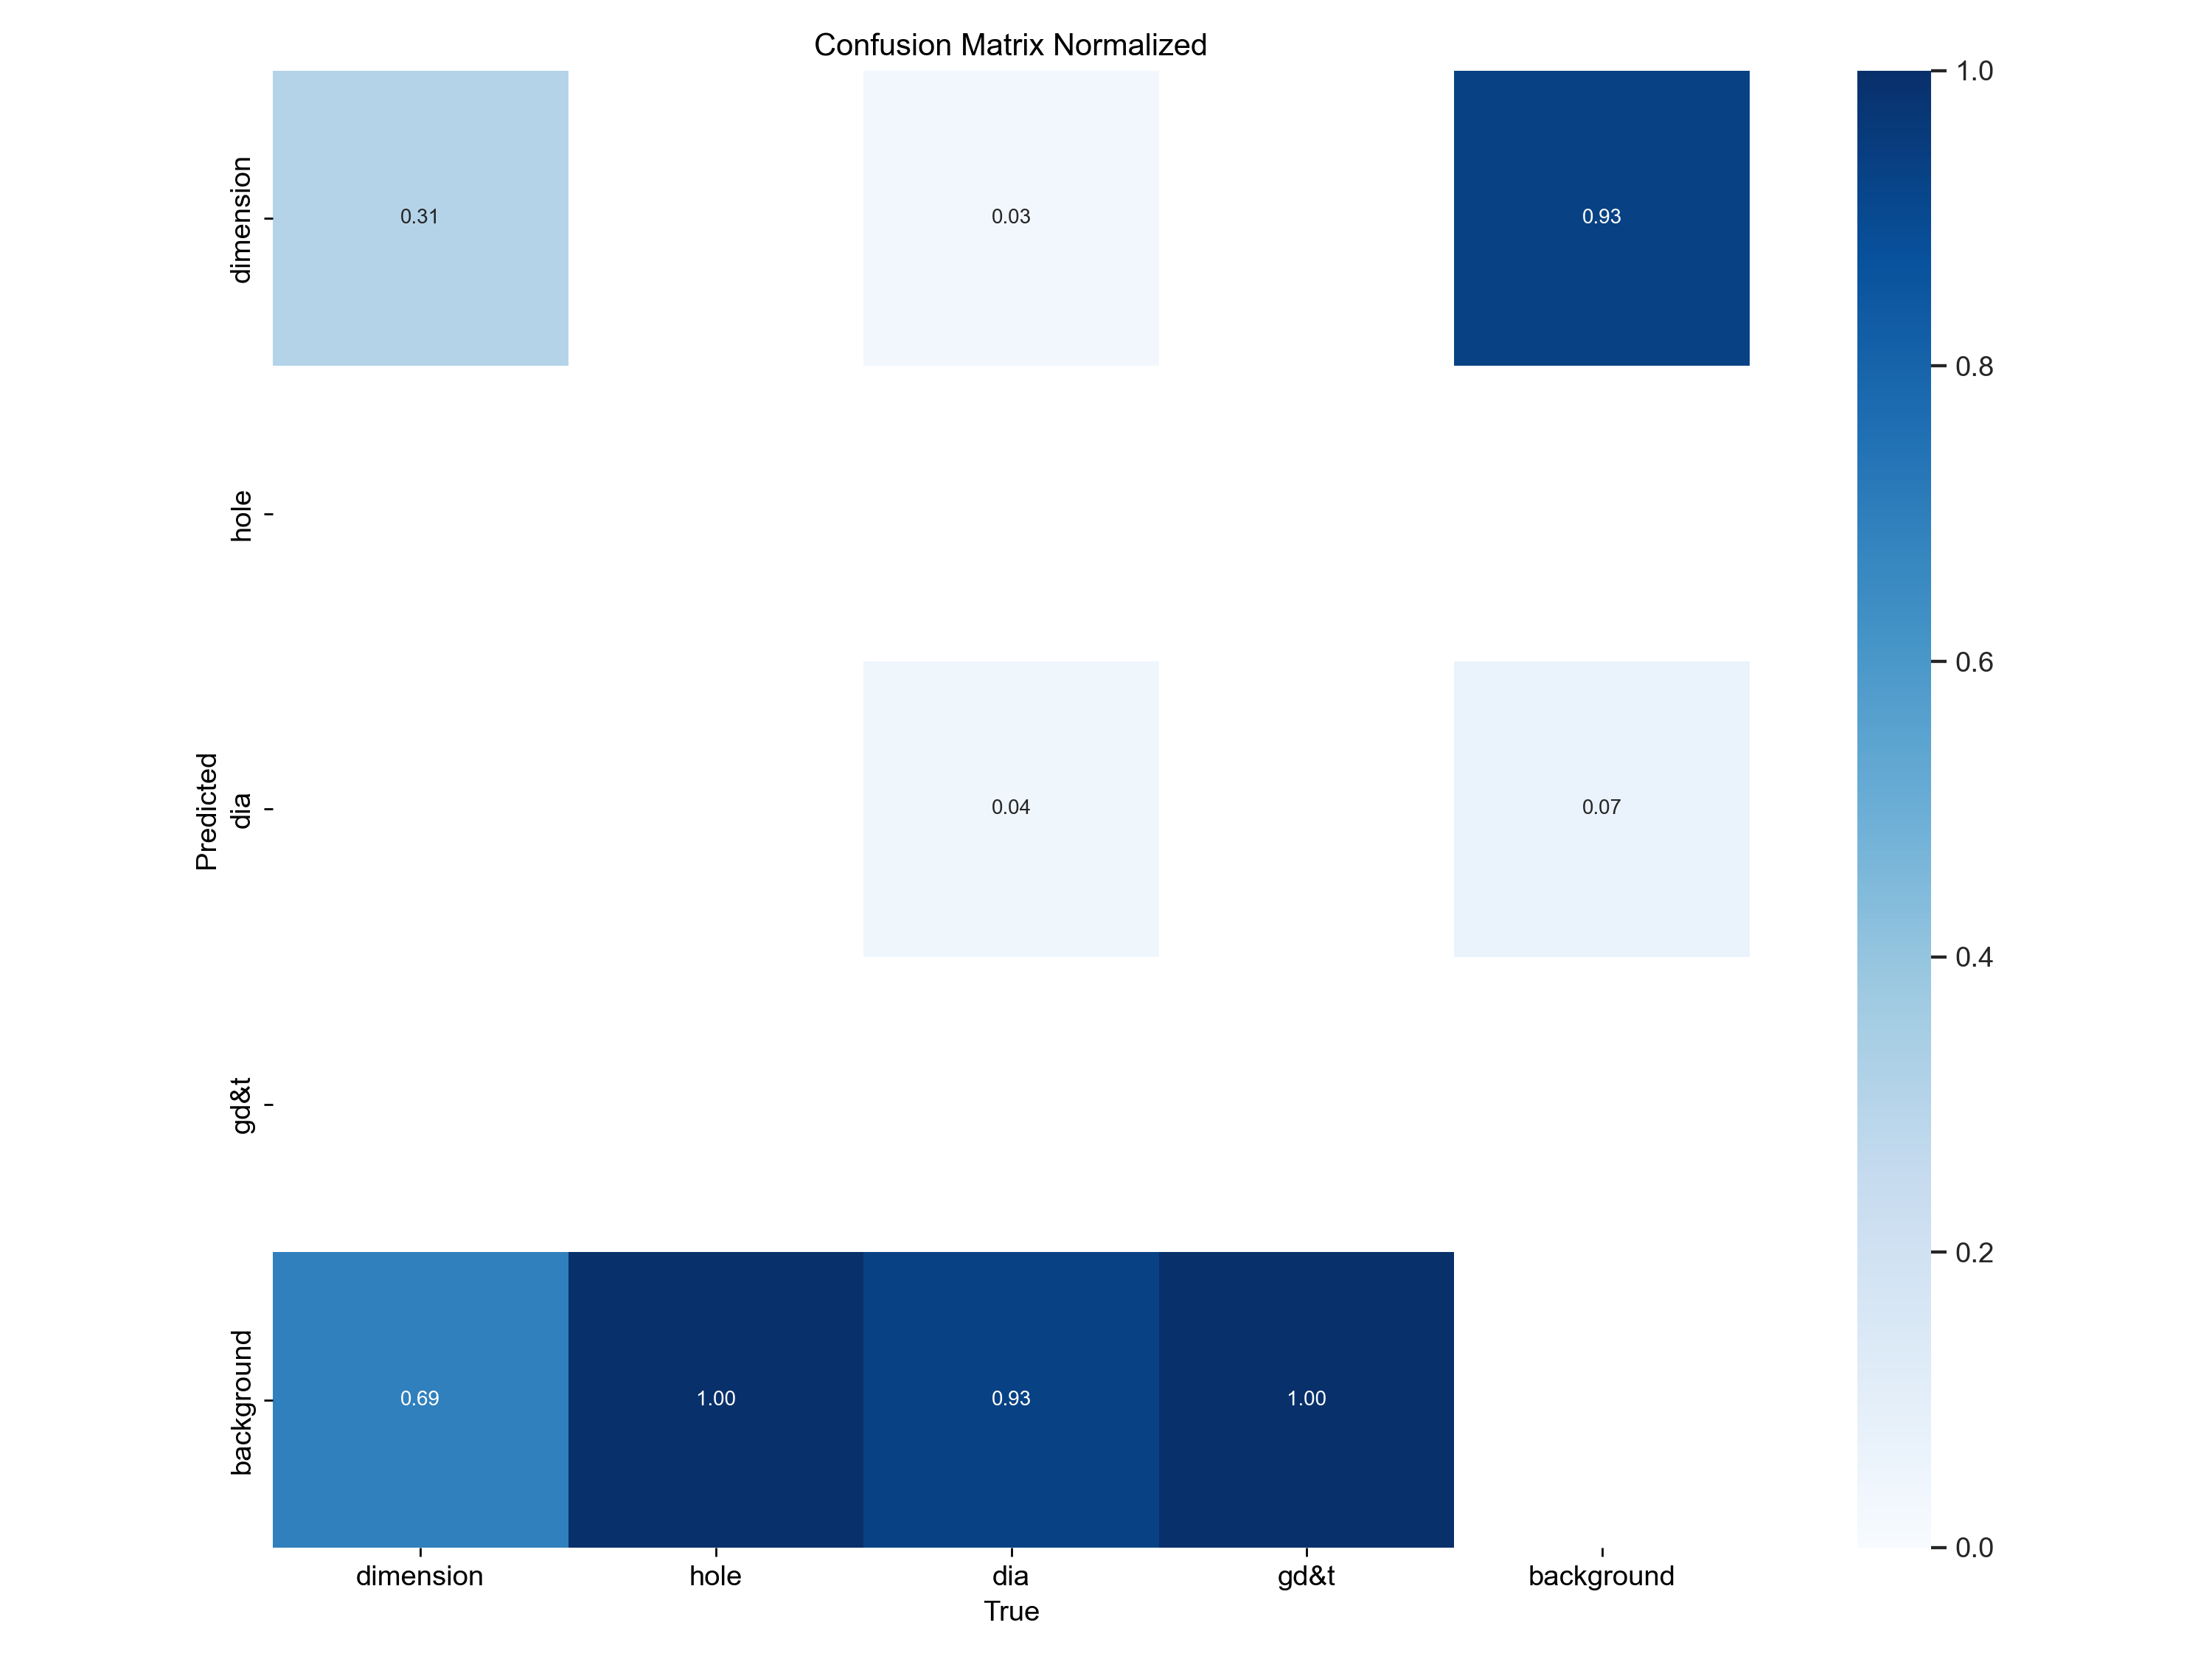 Confusion Matrix Normalized
dimension
0.31
0.03
0.93
hole
Predicted
dia
0.04
0.07
gd&t
background
0.69
1.00
0.93
1.00
dimension
hole
dia
gd&t
background
True
1.0
0.8
0.6
0.4
0.2
0.0